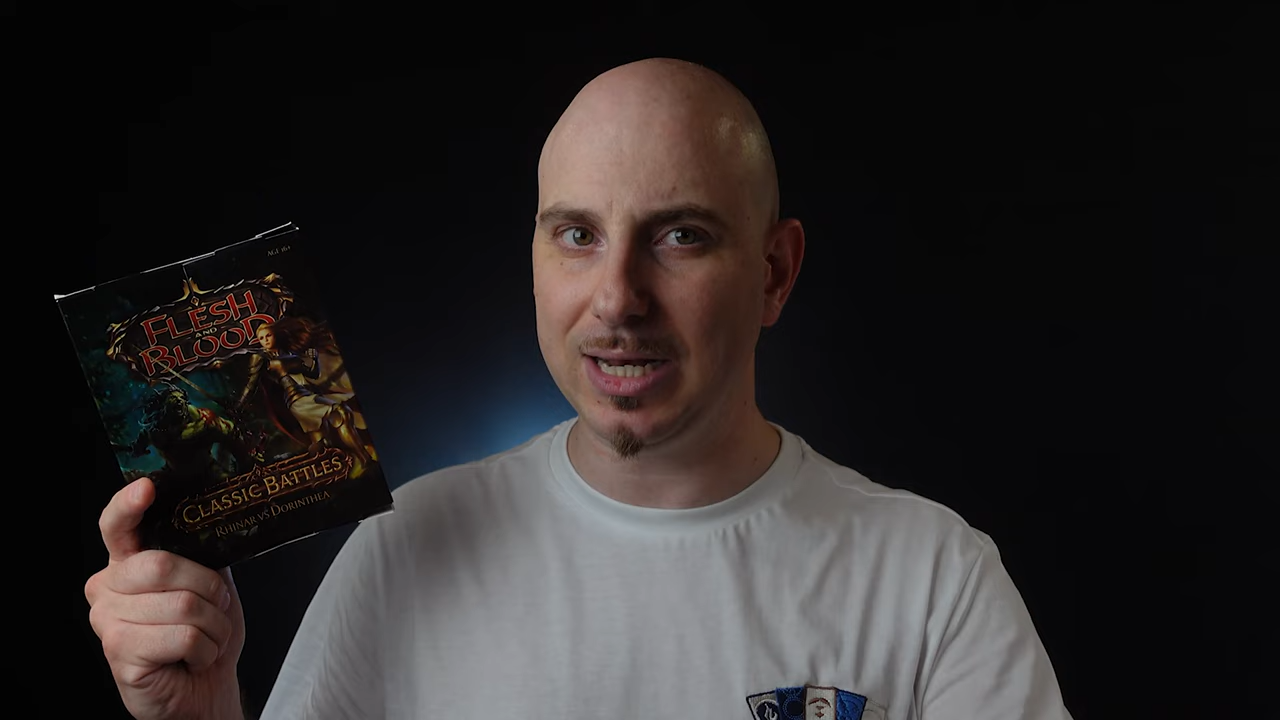 AGE 16+
FLESH
AND
BLOOD
CLASSIC BATTLES
RHINAR VS DORINTHEA